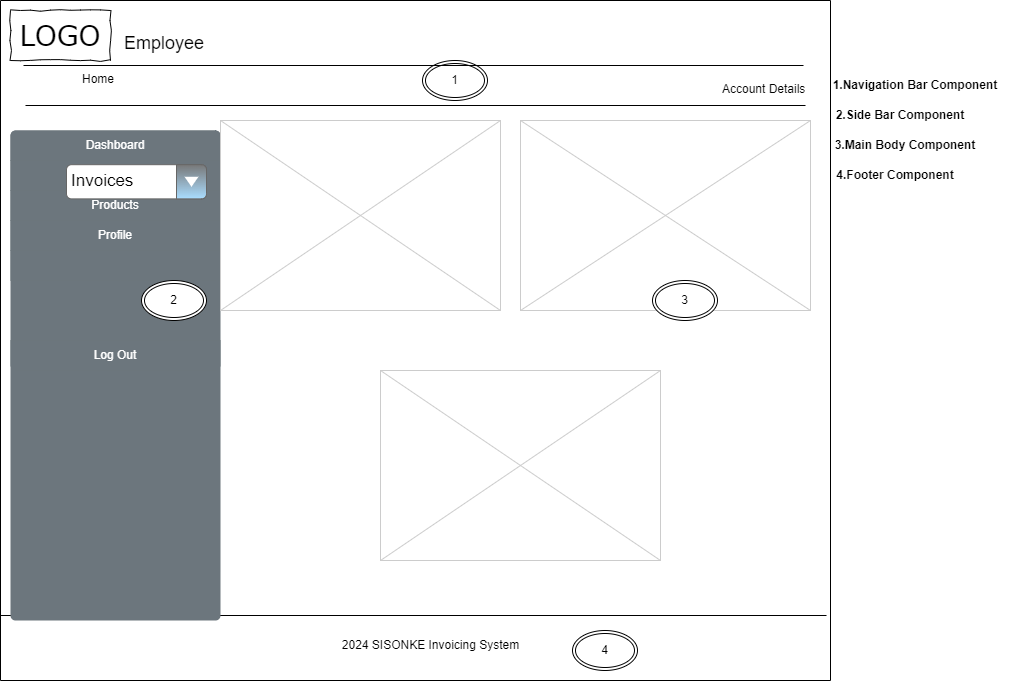 LOGO
Employee
Home
1
Account Details
1.Navigation Bar Component
2.Side Bar Component
3.Main Body Component
4.Footer Component
Dashboard
Invoices
Products
Profile
2
3
Log Out
2024 SISONKE Invoicing System
4